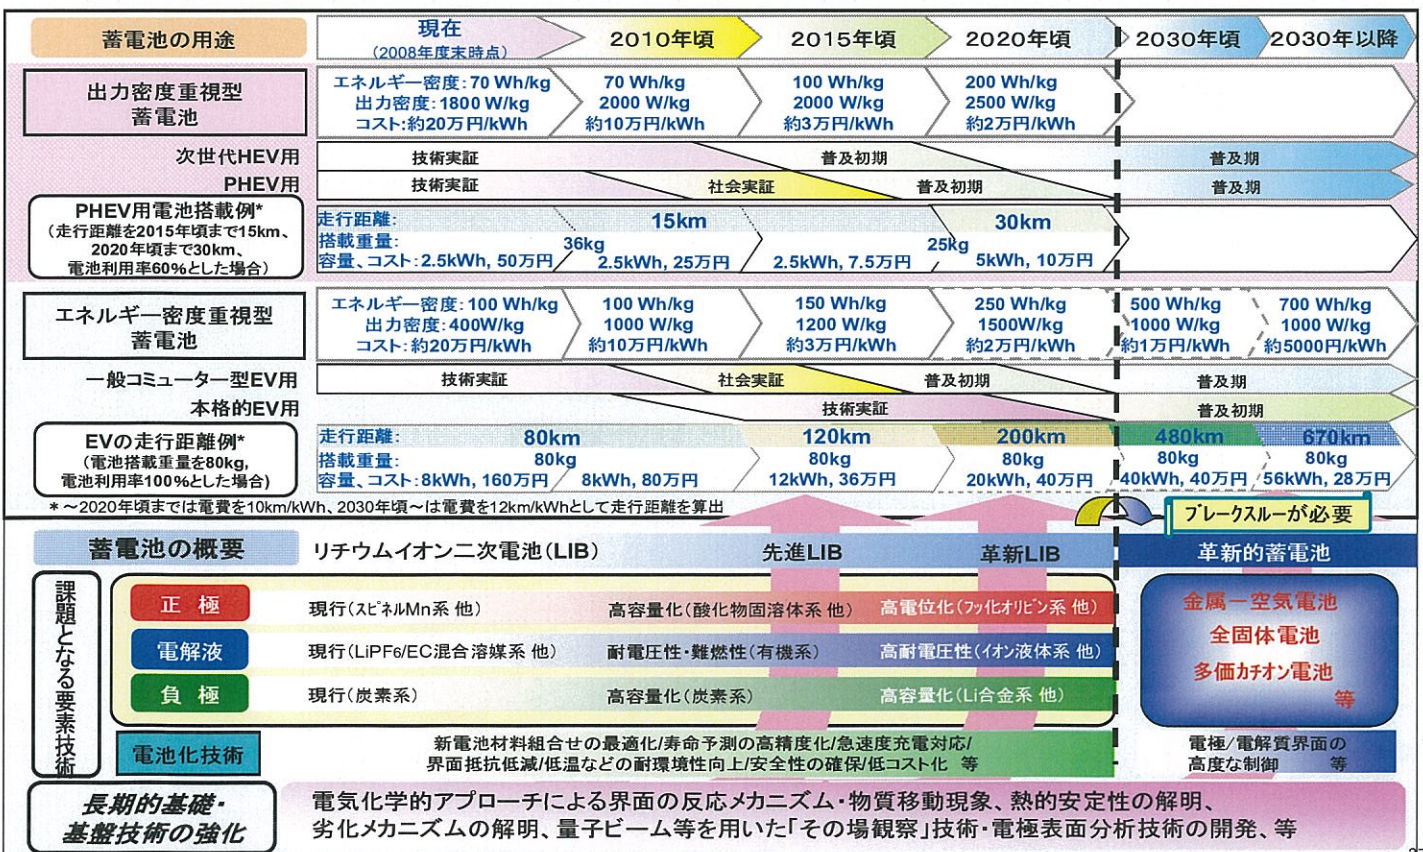 蓄電池の用途
現在
(2008年度末時点)
2010年頃
2015年頃
2020年頃
2030年頃
2030年以降
出力密度重視型
蓄電池
エネルギー密度:70 Wh/kg
出力密度:1800 W/kg
コスト:約20万円/kWh
70 Wh/kg
2000 W/kg
約10万円/kWh
100 Wh/kg
2000 W/kg
約3万円/kWh
200 Wh/kg
2500 W/kg
約2万円/kWh
次世代HEV用
技術実証
普及初期
普及期
PHEV用
技術実証
社会実証
普及初期
普及期
PHEV用電池搭載例*
(走行距離を2015年頃まで15km、
2020年頃まで30km、
電池利用率60%とした場合)
走行距離:
15km
30km
搭載重量:
36kg
25kg
容量、コスト:2.5kWh, 50万円
2.5kWh, 25万円
2.5kWh, 7.5万円
5kWh, 10万円
エネルギー密度重視型
蓄電池
エネルギー密度:100 Wh/kg
出力密度:400W/kg
コスト:約20万円/kWh
100 Wh/kg
1000 W/kg
約10万円/kWh
150 Wh/kg
1200 W/kg
約3万円/kWh
250 Wh/kg
1500W/kg
約2万円/kWh
500 Wh/kg
1000 W/kg
約1万円/kWh
700 Wh/kg
1000 W/kg
約5000円/kWh
一般コミューター型EV用
技術実証
社会実証
普及初期
普及期
本格的EV用
技術実証
普及初期
EVの走行距離例*
(電池搭載重量を80kg,
電池利用率100%とした場合)
走行距離:
80km
120km
200km
480km
670km
搭載重量:
80kg
80kg
80kg
80kg
80kg
容量、コスト:8kWh, 160万円
8kWh, 80万円
12kWh, 36万円
20kWh, 40万円
40kWh, 40万円
56kWh, 28万円
*~2020年頃までは電費を10km/kWh、2030年頃~は電費を12km/kWhとして走行距離を算出
ブレークスルーが必要
蓄電池の概要
リチウムイオン二次電池(LIB)
先進LIB
革新LIB
革新的蓄電池
課題となる要素技術
正極
現行(スピネルMn系 他)
高容量化(酸化物固溶体系 他)
高電位化(フッ化オリビン系 他)
電解液
現行(LiPF6/EC混合溶媒系 他)
耐電圧性・難燃性(有機系)
高耐電圧性(イオン液体系 他)
負極
現行(炭素系)
高容量化(炭素系)
高容量化(Li合金系 他)
金属-空気電池
全固体電池
多価カチオン電池
等
電池化技術
新電池材料組合せの最適化/寿命予測の高精度化/急速度充電対応/
界面抵抗低減/低温などの耐環境性向上/安全性の確保/低コスト化 等
電極/電解質界面の
高度な制御 等
長期的基礎・
基盤技術の強化
電気化学的アプローチによる界面の反応メカニズム・物質移動現象、熱的安定性の解明、
劣化メカニズムの解明、量子ビーム等を用いた「その場観察」技術・電極表面分析技術の開発、等